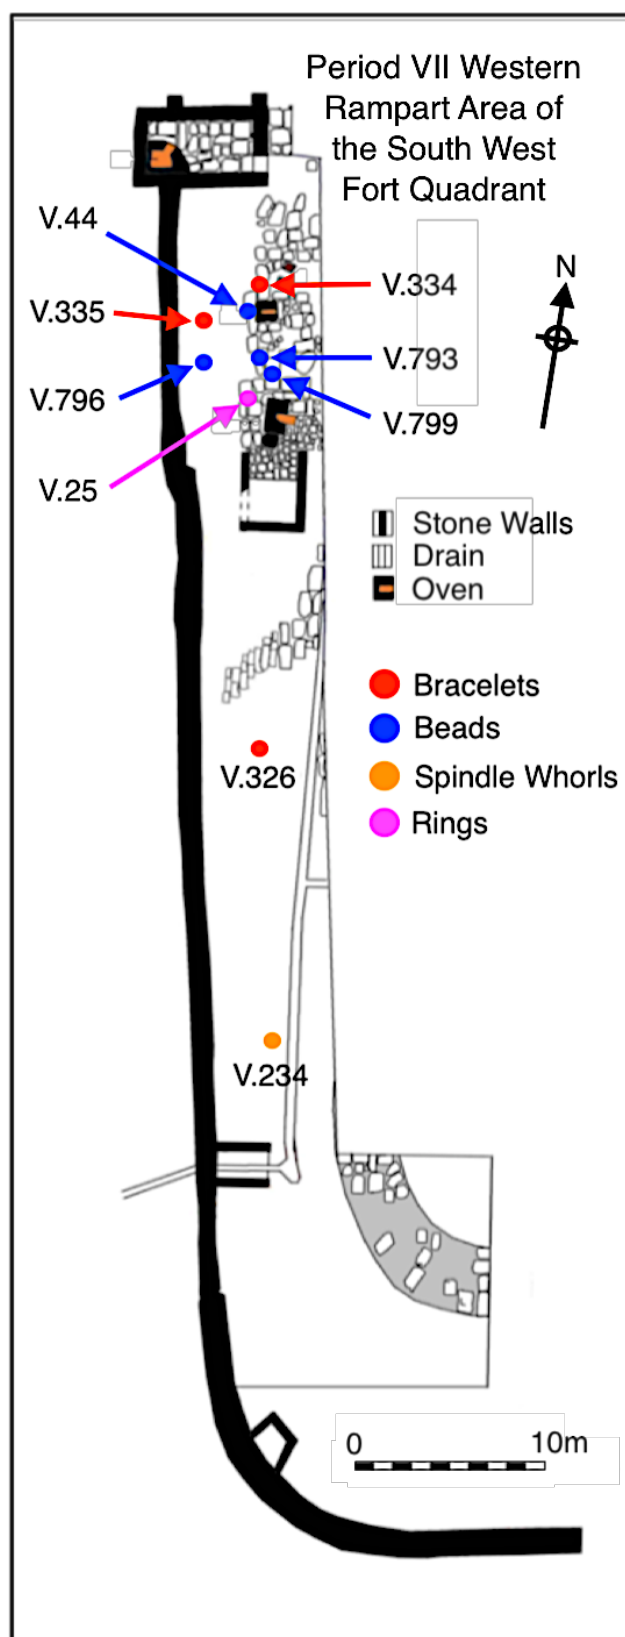 Period VII Western
Rampart Area of
the South West
Fort Quadrant
V.44
N
V.334
V.335
V.793
V.796
V.799
V.25
Stone Walls
Drain
Oven
Bracelets
Beads
V.326
Spindle Whorls
Rings
V.234
0 10m